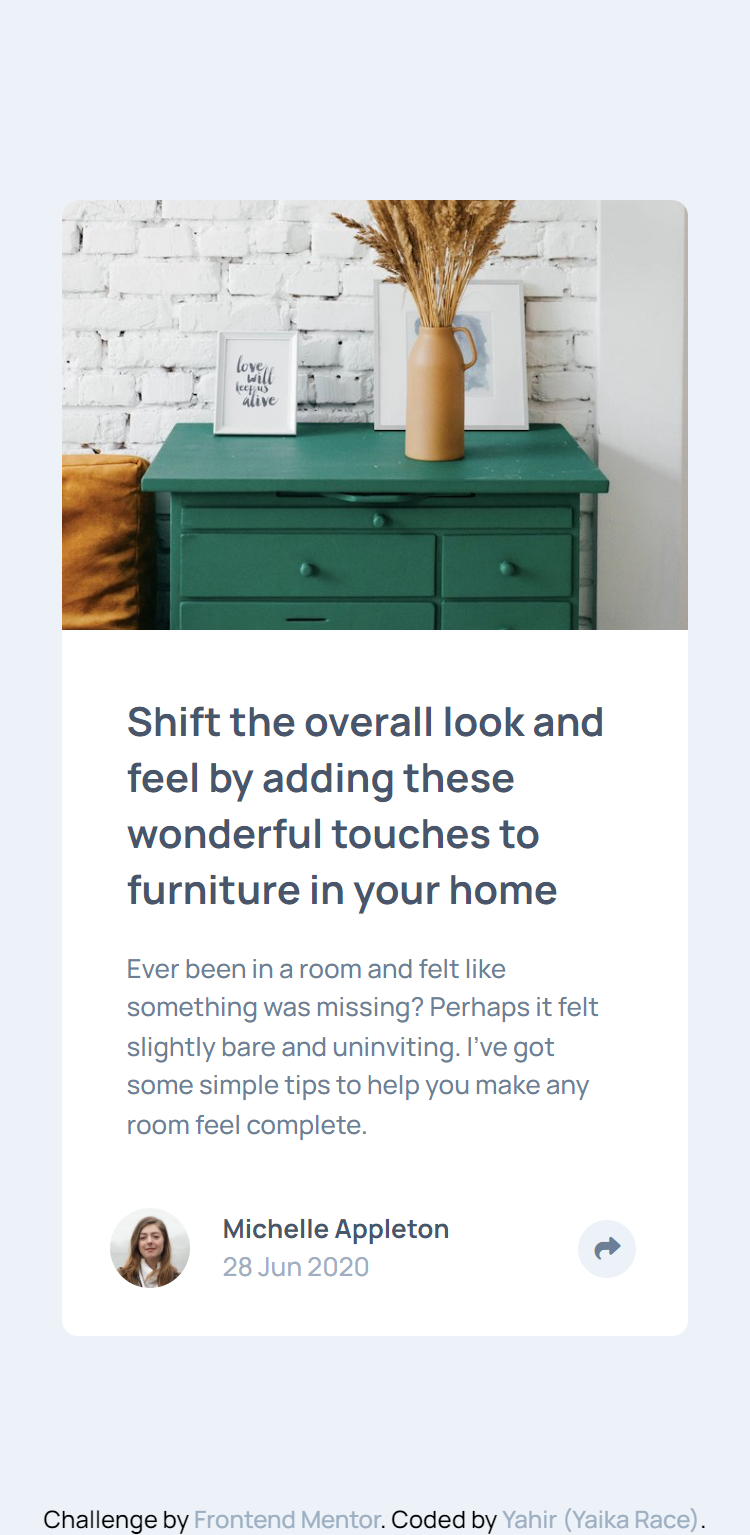 love
will
keep us
alive
Shift the overall look and
feel by adding these
wonderful touches to
furniture in your home
Ever been in a room and felt like
something was missing? Perhaps it felt
slightly bare and uninviting. I’ve got
some simple tips to help you make any
room feel complete.
Michelle Appleton
28 Jun 2020
Challenge by Frontend Mentor. Coded by Yahir (Yaika Race).